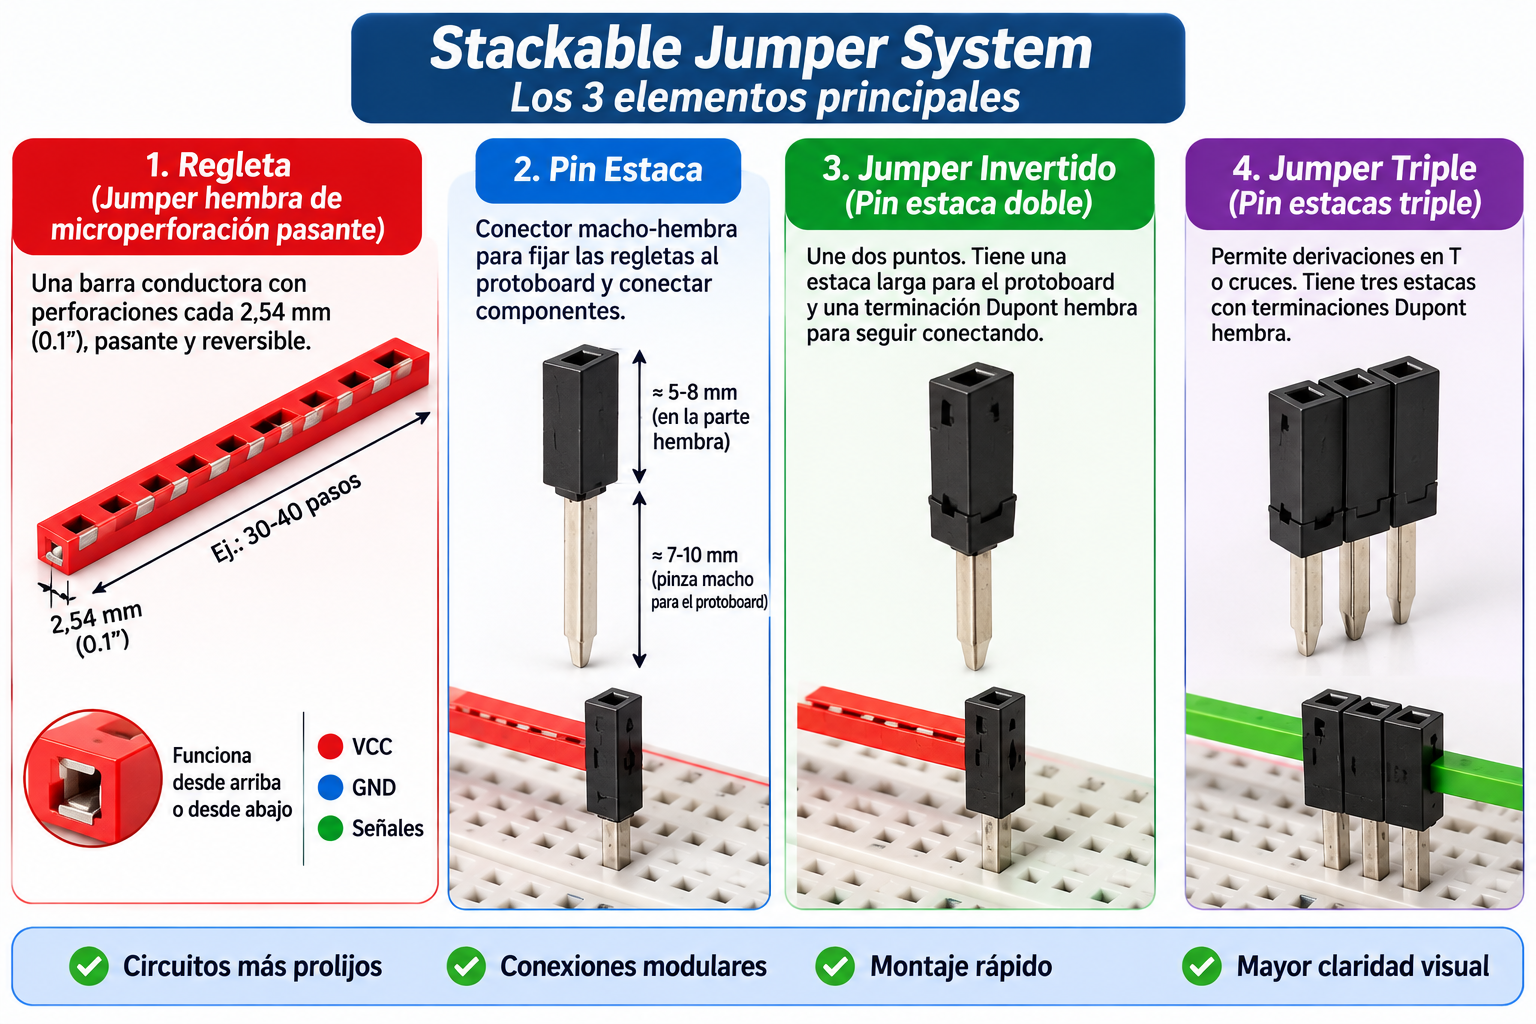 Stackable Jumper System
Los 3 elementos principales
1. Regleta
(Jumper hembra de
microperforación pasante)
Una barra conductora con
perforaciones cada 2,54 mm
(0.1”), pasante y reversible.
Ej.: 30-40 pasos
2,54 mm
(0.1”)
Funciona
desde arriba
o desde abajo
VCC
GND
Señales
2. Pin Estaca
Conector macho-hembra
para fijar las regletas al
protoboard y conectar
componentes.
≈ 5-8 mm
(en la parte
hembra)
≈ 7-10 mm
(pinza macho
para el protoboard)
3. Jumper Invertido
(Pin estaca doble)
Une dos puntos. Tiene una
estaca larga para el protoboard
y una terminación Dupont hembra
para seguir conectando.
4. Jumper Triple
(Pin estacas triple)
Permite derivaciones en T
o cruces. Tiene tres estacas
con terminaciones Dupont
hembra.
Circuitos más prolijos
Conexiones modulares
Montaje rápido
Mayor claridad visual